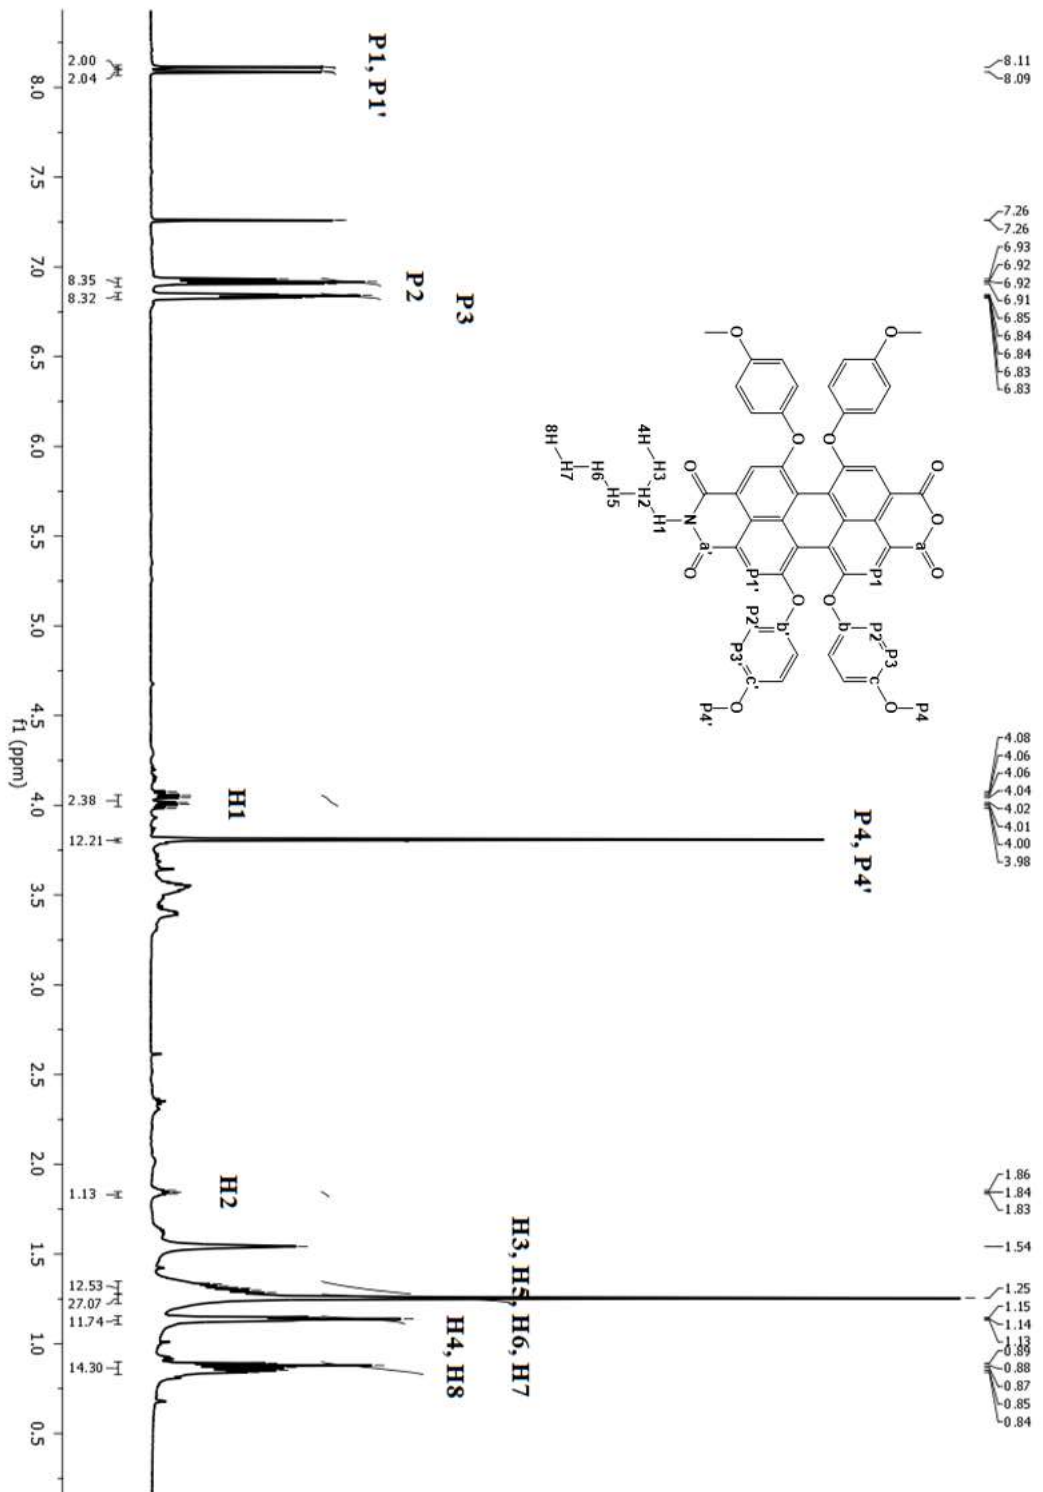 8.11
8.09
7.26
7.26
6.93
6.92
6.92
6.91
6.85
6.84
6.84
6.83
6.83
4.08
4.06
4.06
4.04
4.02
4.01
4.00
3.98
1.86
1.84
1.83
1.54
1.25
1.15
1.14
1.13
0.89
0.88
0.87
0.85
0.84
O O O
a
P1
O O
b P2
P3
c
O O
P4
P1'
O O
b'
P2'
P3'
c'
O O
P4'
O N O
a'
H1
H2
H3
4H
H5
H6
H7
8H
P1, P1'
P2
P3
H1
P4, P4'
H2
H3, H5, H6, H7
H4, H8
2.00
2.04
8.35
8.32
2.38
12.21
1.13
12.53
27.07
11.74
14.30
8.0 7.5 7.0 6.5 6.0 5.5 5.0 4.5 4.0 3.5 3.0 2.5 2.0 1.5 1.0 0.5
f1 (ppm)